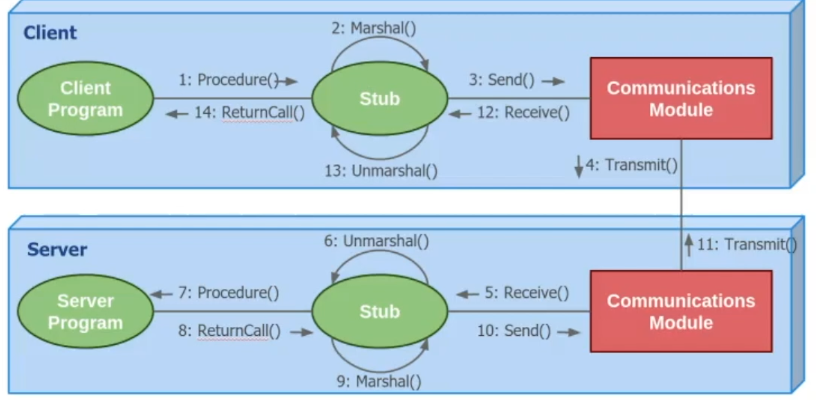 Client
2: Marshal()
Client
Program
1: Procedure()
14: ReturnCall()
Stub
3: Send()
12: Receive()
Communications
Module
13: Unmarshal()
4: Transmit()
Server
6: Unmarshal()
11: Transmit()
Server
Program
7: Procedure()
8: ReturnCall()
Stub
5: Receive()
10: Send()
Communications
Module
9: Marshal()